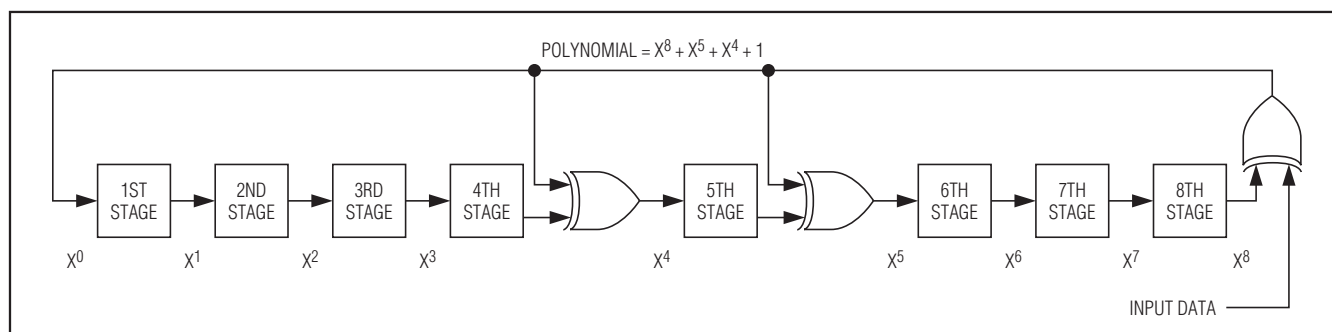 POLYNOMIAL = X⁸ + X⁵ + X⁴ + 1
1ST
STAGE
2ND
STAGE
3RD
STAGE
4TH
STAGE
5TH
STAGE
6TH
STAGE
7TH
STAGE
8TH
STAGE
X⁰
X¹
X²
X³
X⁴
X⁵
X⁶
X⁷
X⁸
INPUT DATA